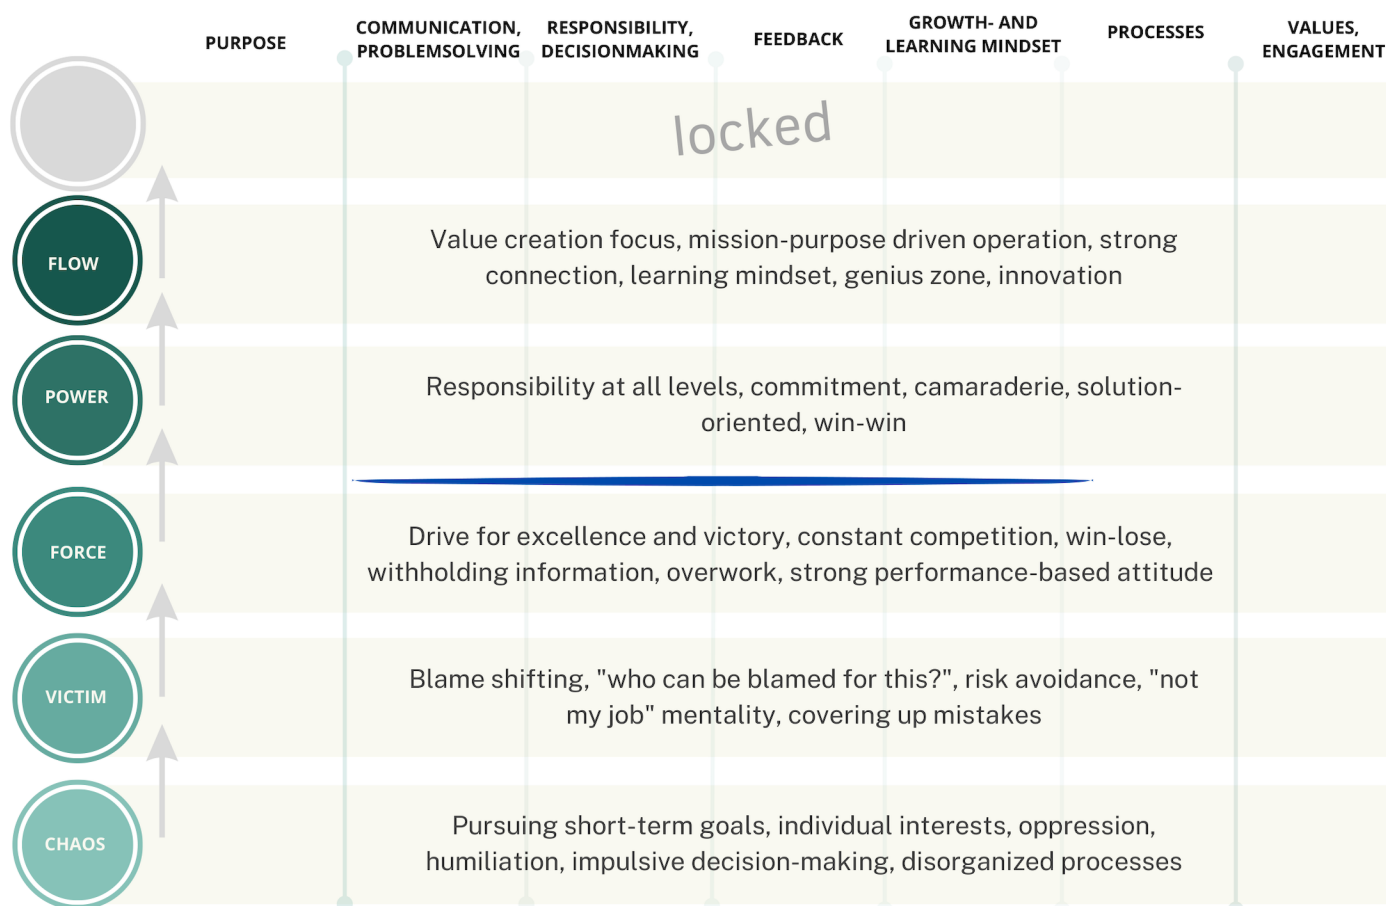 PURPOSE
COMMUNICATION,
PROBLEMSOLVING
RESPONSIBILITY,
DECISIONMAKING
FEEDBACK
GROWTH- AND
LEARNING MINDSET
PROCESSES
VALUES,
ENGAGEMENT
locked
FLOW
Value creation focus, mission-purpose driven operation, strong
connection, learning mindset, genius zone, innovation
POWER
Responsibility at all levels, commitment, camaraderie, solution-
oriented, win-win
FORCE
Drive for excellence and victory, constant competition, win-lose,
withholding information, overwork, strong performance-based attitude
VICTIM
Blame shifting, "who can be blamed for this?", risk avoidance, "not
my job" mentality, covering up mistakes
CHAOS
Pursuing short-term goals, individual interests, oppression,
humiliation, impulsive decision-making, disorganized processes